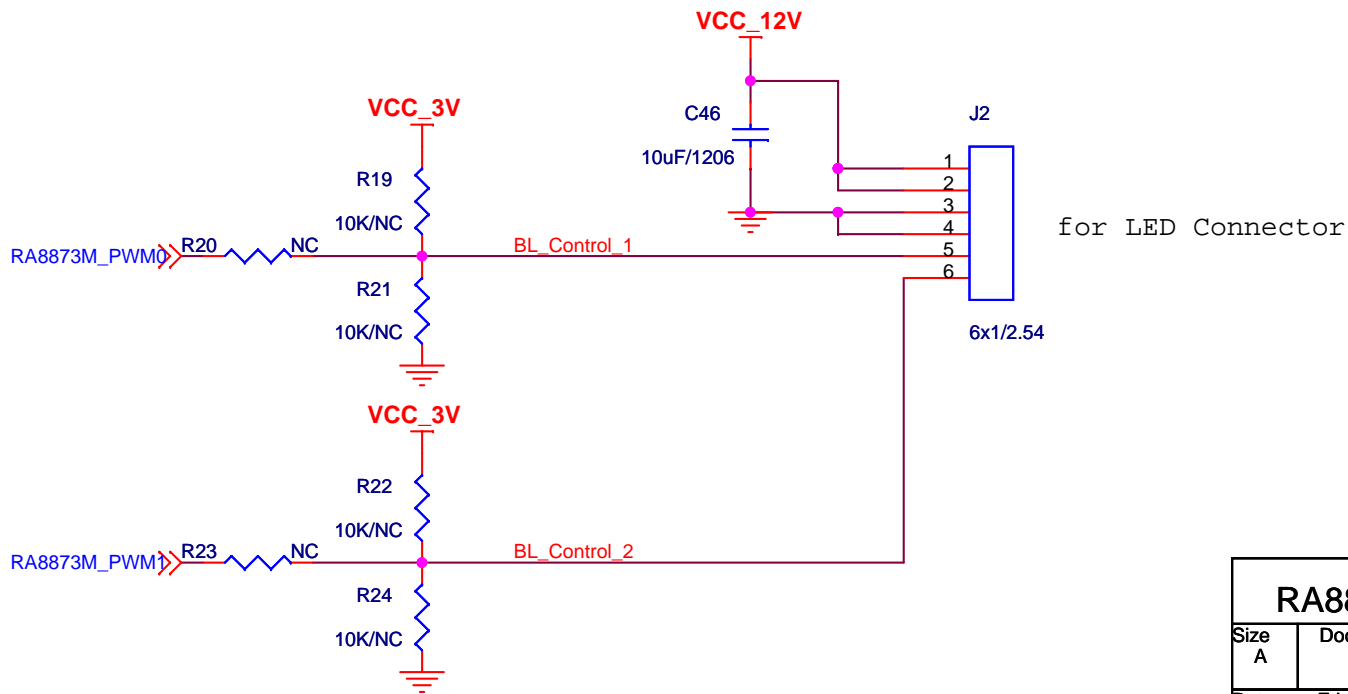 VCC_12V
C46
10uF/1206
J2
1
2
3
4
5
6
6x1/2.54
for LED Connector
VCC_3V
R19
10K/NC
RA8873M_PWM0
R20
NC
BL_Control_1
R21
10K/NC
VCC_3V
R22
10K/NC
RA8873M_PWM1
R23
NC
BL_Control_2
R24
10K/NC
RA88
Size
A